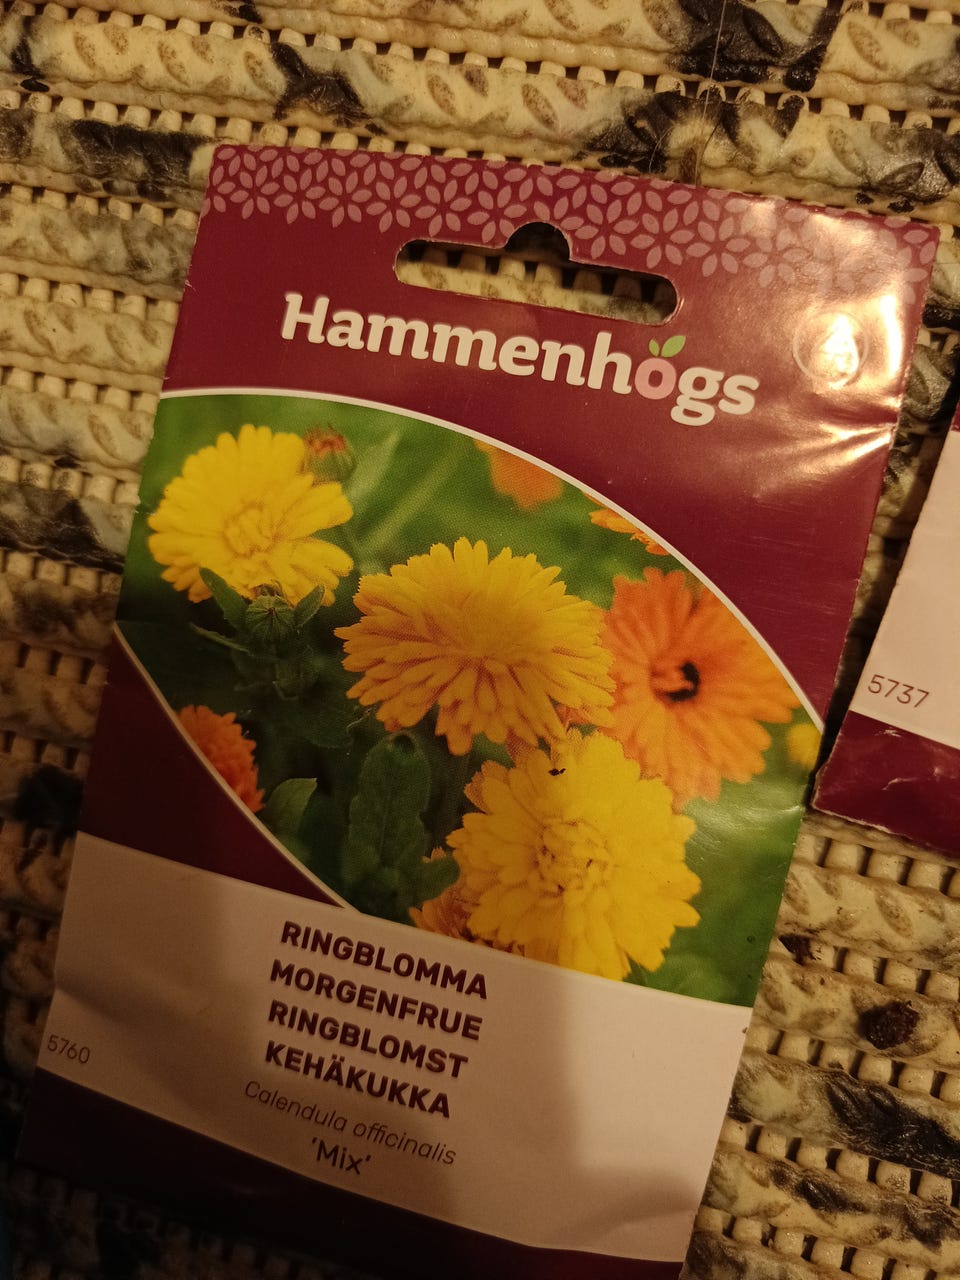 Hammenhögs
5737
RINGBLOMMA
MORGENFRUE
RINGBLOMST
KEHÄKUKKA
Calendula officinalis
'Mix'
5760